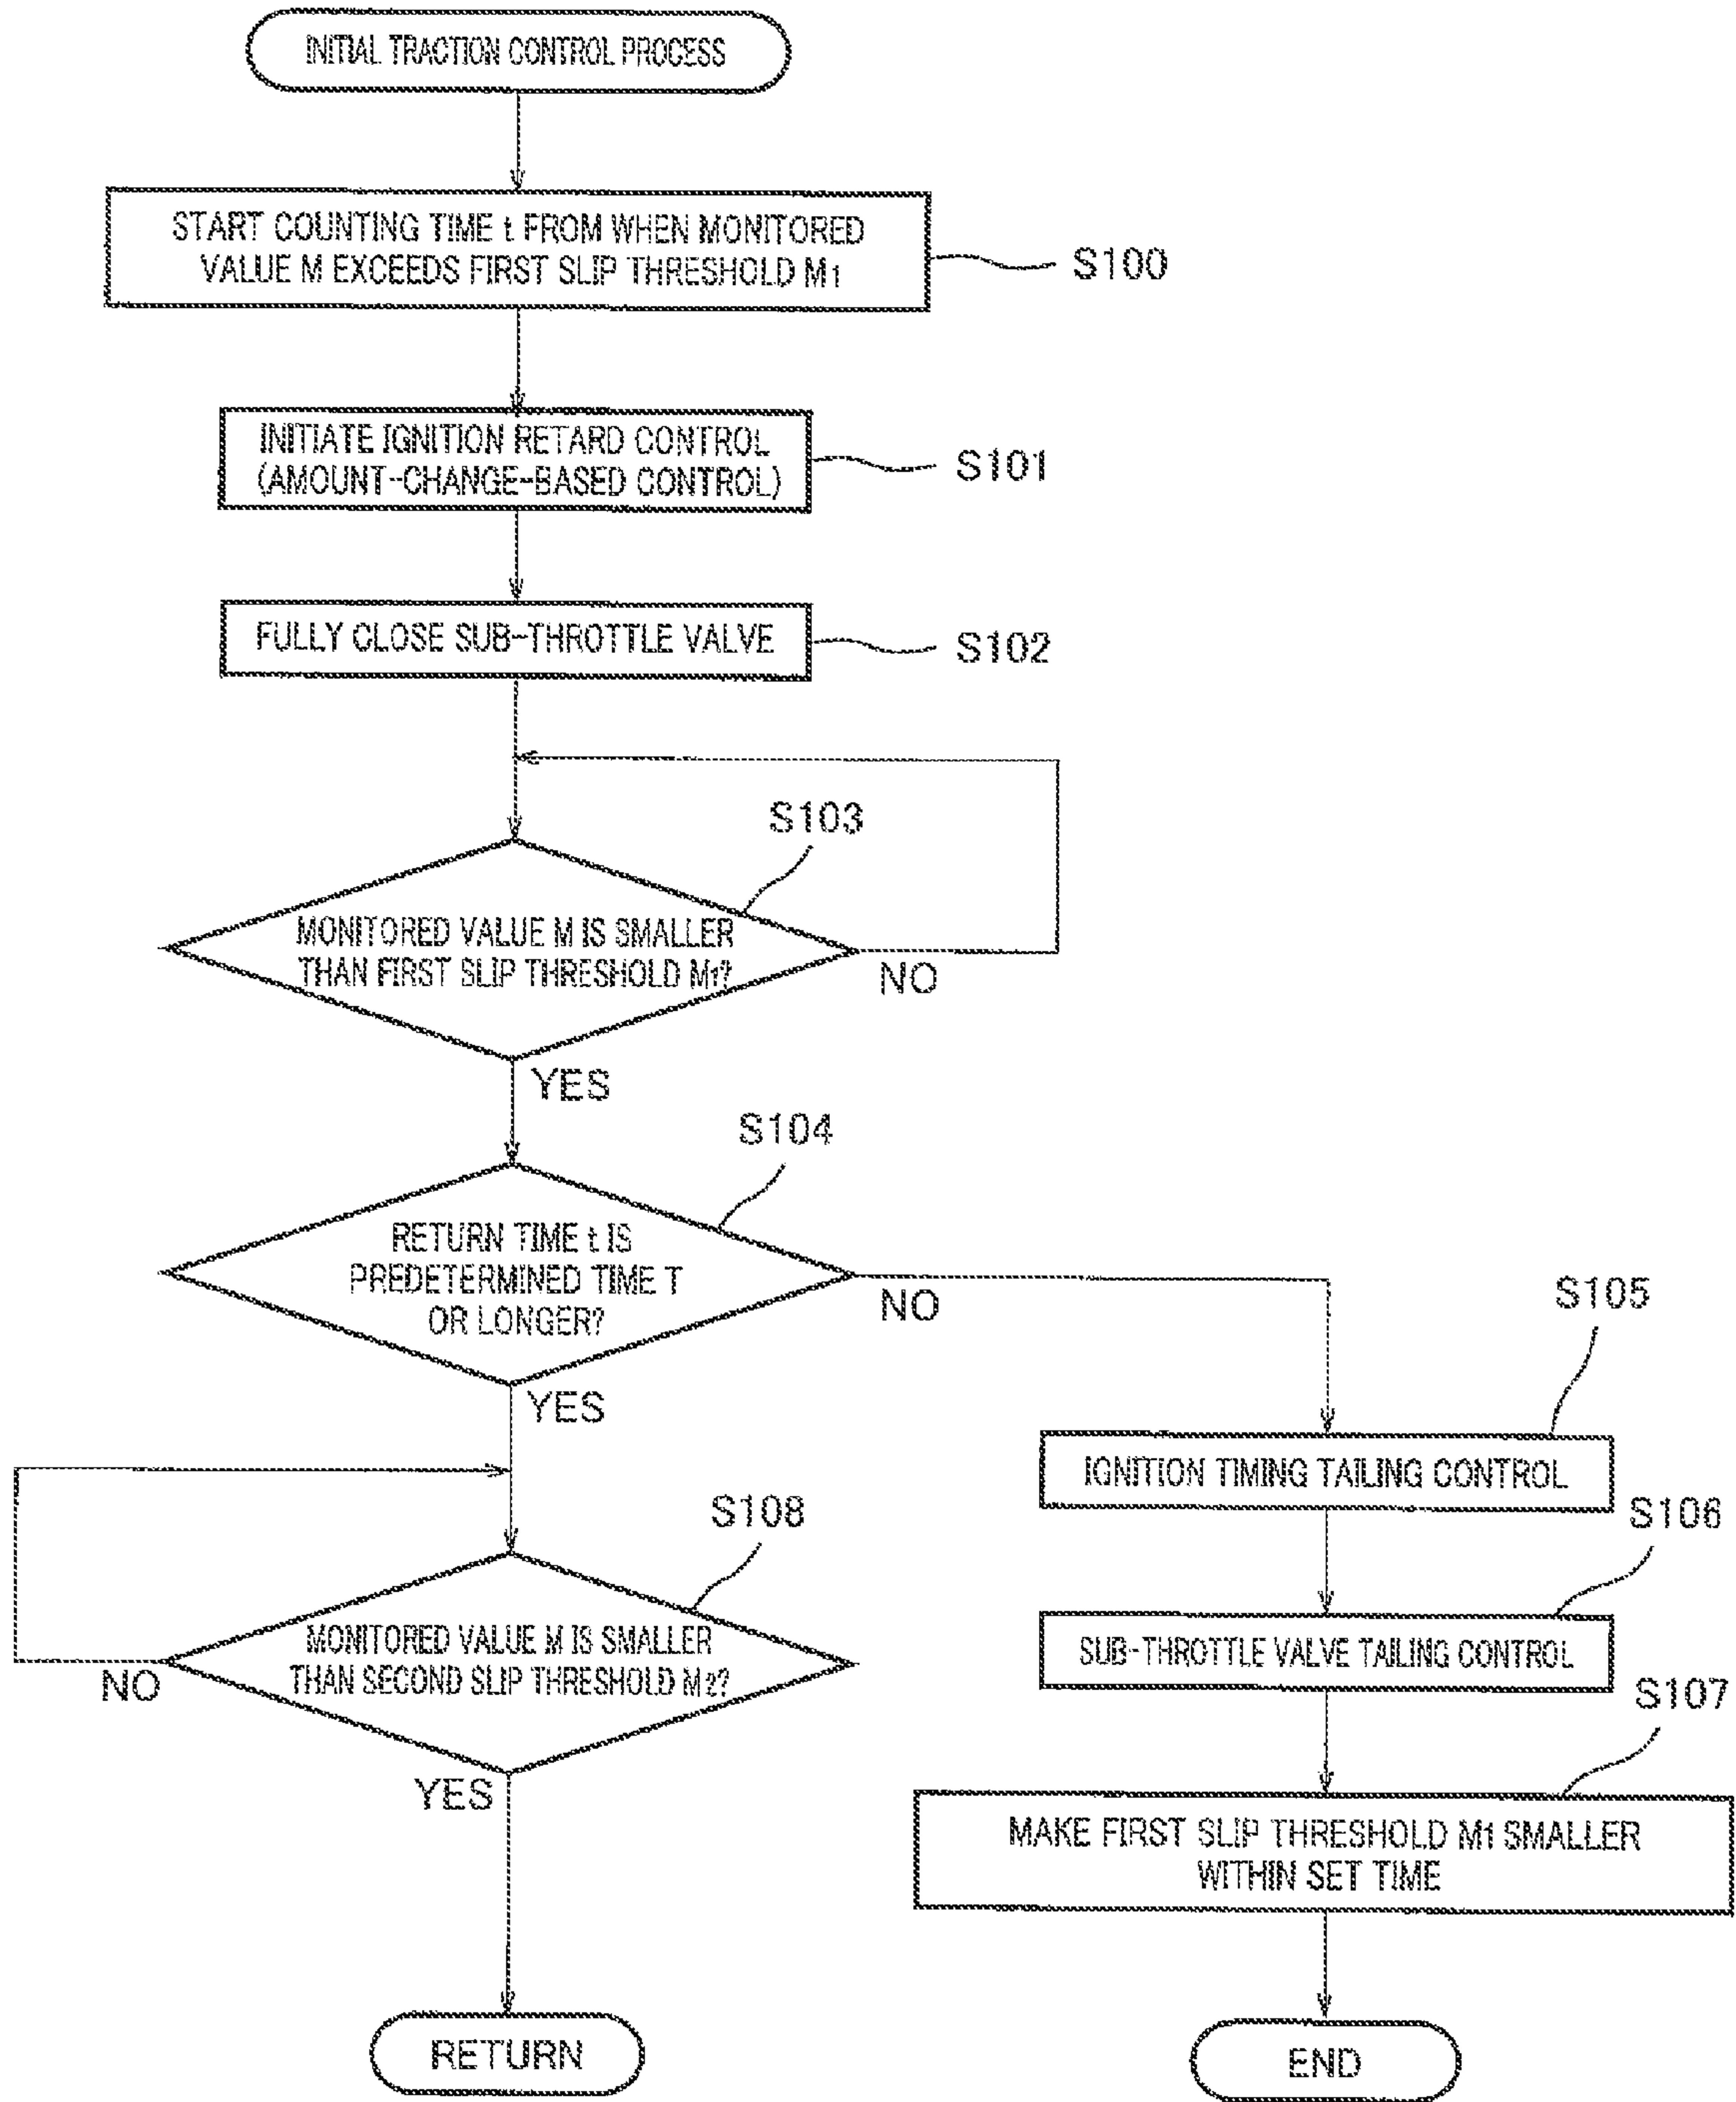 INITIAL TRACTION CONTROL PROCESS
START COUNTING TIME t FROM WHEN MONITORED
VALUE M EXCEEDS FIRST SLIP THRESHOLD M1
S100
INITIATE IGNITION RETARD CONTROL
(AMOUNT-CHANGE-BASED CONTROL)
S101
FULLY CLOSE SUB-THROTTLE VALVE
S102
S103
MONITORED VALUE M IS SMALLER
THAN FIRST SLIP THRESHOLD M1?
NO
YES
S104
RETURN TIME t IS
PREDETERMINED TIME T
OR LONGER?
NO
YES
S105
IGNITION TIMING TAILING CONTROL
S106
SUB-THROTTLE VALVE TAILING CONTROL
S107
MAKE FIRST SLIP THRESHOLD M1 SMALLER
WITHIN SET TIME
END
S108
MONITORED VALUE M IS SMALLER
THAN SECOND SLIP THRESHOLD M2?
NO
YES
RETURN